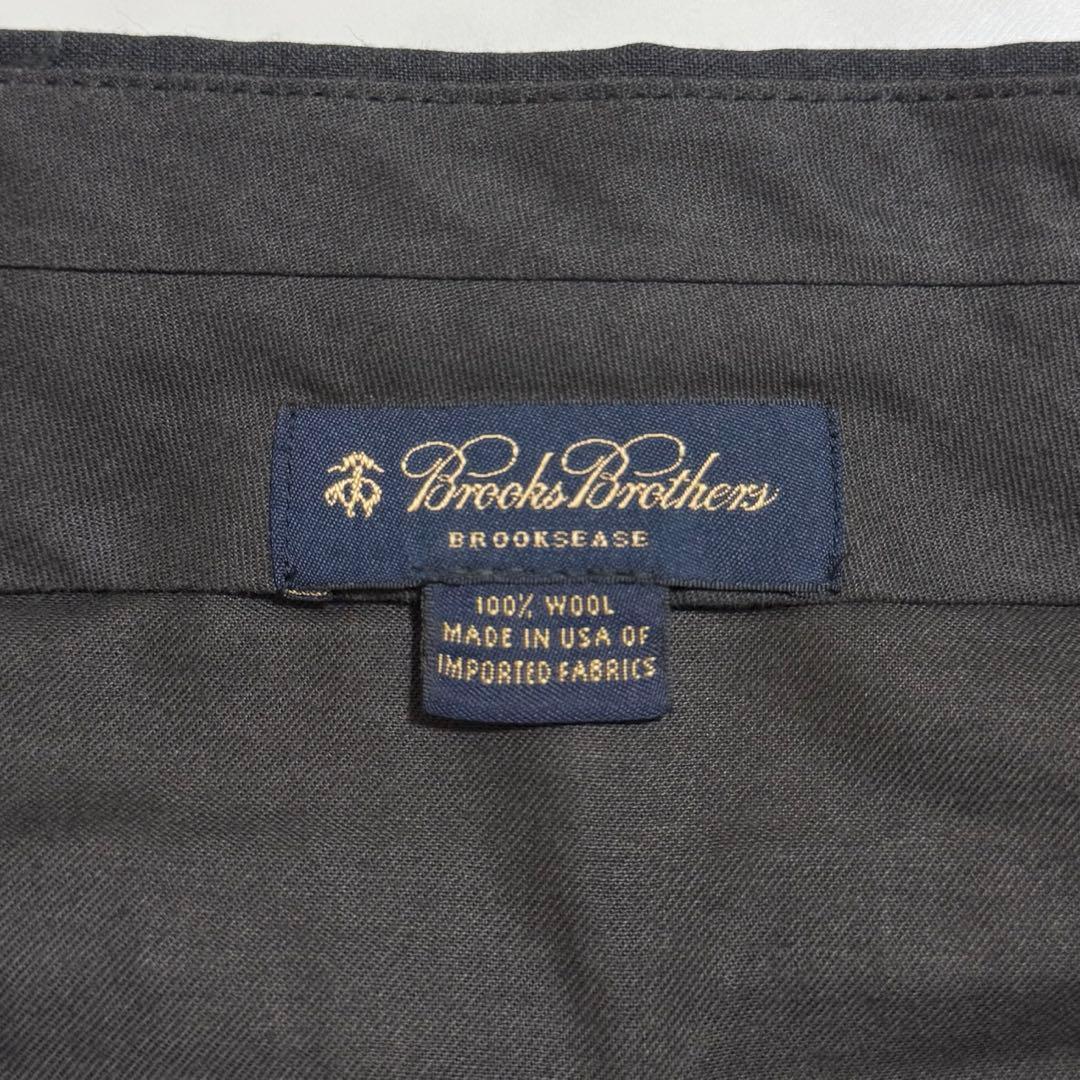 Brooks Brothers
BROOKSEASE
100% WOOL
MADE IN USA OF
IMPORTED FABRICS